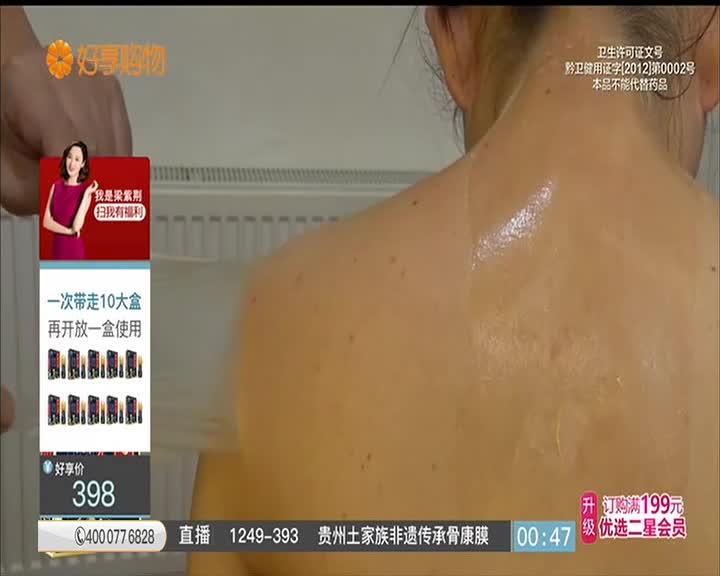 好享购物
卫生许可证文号
黔卫健用证字[2012]第0002号
本品不能代替药品
我是梁紫荆
扫我有福利
一次带走10大盒
再开放一盒使用
¥好享价
398
400 077 6828
直播 1249-393 贵州土家族非遗传承骨康膜
00:47
升级
订购满199元
优选二星会员